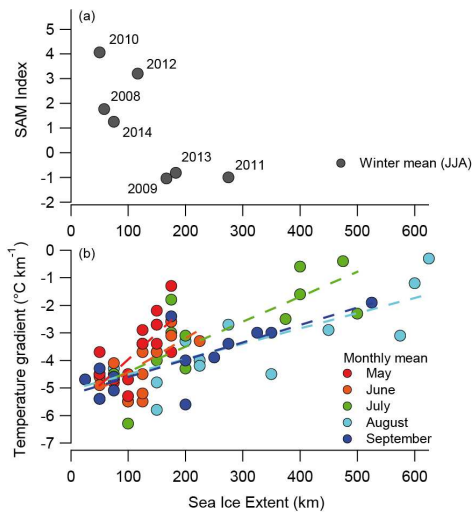 (a)
5
4
3
2
1
0
-1
-2
SAM Index
2010
2012
2008
2014
2013
2011
2009
Winter mean (JJA)
0 100 200 300 400 500 600
(b)
0
-1
-2
-3
-4
-5
-6
-7
Temperature gradient (°C km⁻¹)
Monthly mean
May
June
July
August
September
0 100 200 300 400 500 600
Sea Ice Extent (km)